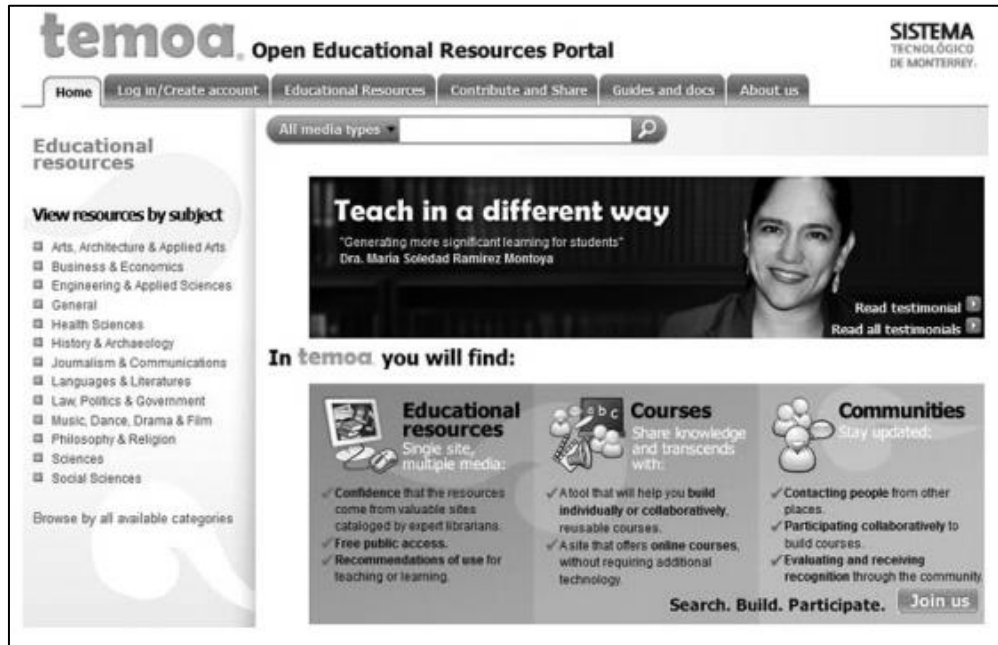 temoa. Open Educational Resources Portal
SISTEMA
TECNOLÓGICO
DE MONTERREY.
Home
Log in/Create account
Educational Resources
Contribute and Share
Guides and docs
About us
All media types
Educational
resources
View resources by subject
Arts, Architecture & Applied Arts
Business & Economics
Engineering & Applied Sciences
General
Health Sciences
History & Archaeology
Journalism & Communications
Languages & Literatures
Law, Politics & Government
Music, Dance, Drama & Film
Philosophy & Religion
Sciences
Social Sciences
Browse by all available categories
Teach in a different way
"Generating more significant learning for students"
Dra. María Soledad Ramírez Montoya
Read testimonial
Read all testimonials
In temoa you will find:
Educational
resources
Single site,
multiple media:
Confidence that the resources
come from valuable sites
cataloged by expert librarians.
Free public access.
Recommendations of use for
teaching or learning.
Courses
Share knowledge
and transcends
with:
A tool that will help you build
individually or collaboratively,
reusable courses.
A site that offers online courses,
without requiring additional
technology.
Communities
Stay updated:
Contacting people from other
places.
Participating collaboratively to
build courses.
Evaluating and receiving
recognition through the community.
Search. Build. Participate.
Join us